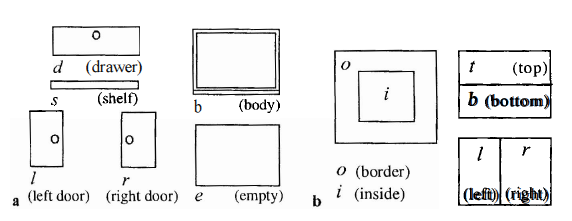 d (drawer)
s (shelf)
l
(left door)
r
(right door)
b (body)
e (empty)
a
o
i
o (border)
i (inside)
b
t (top)
b (bottom)
l
(left)
r
(right)